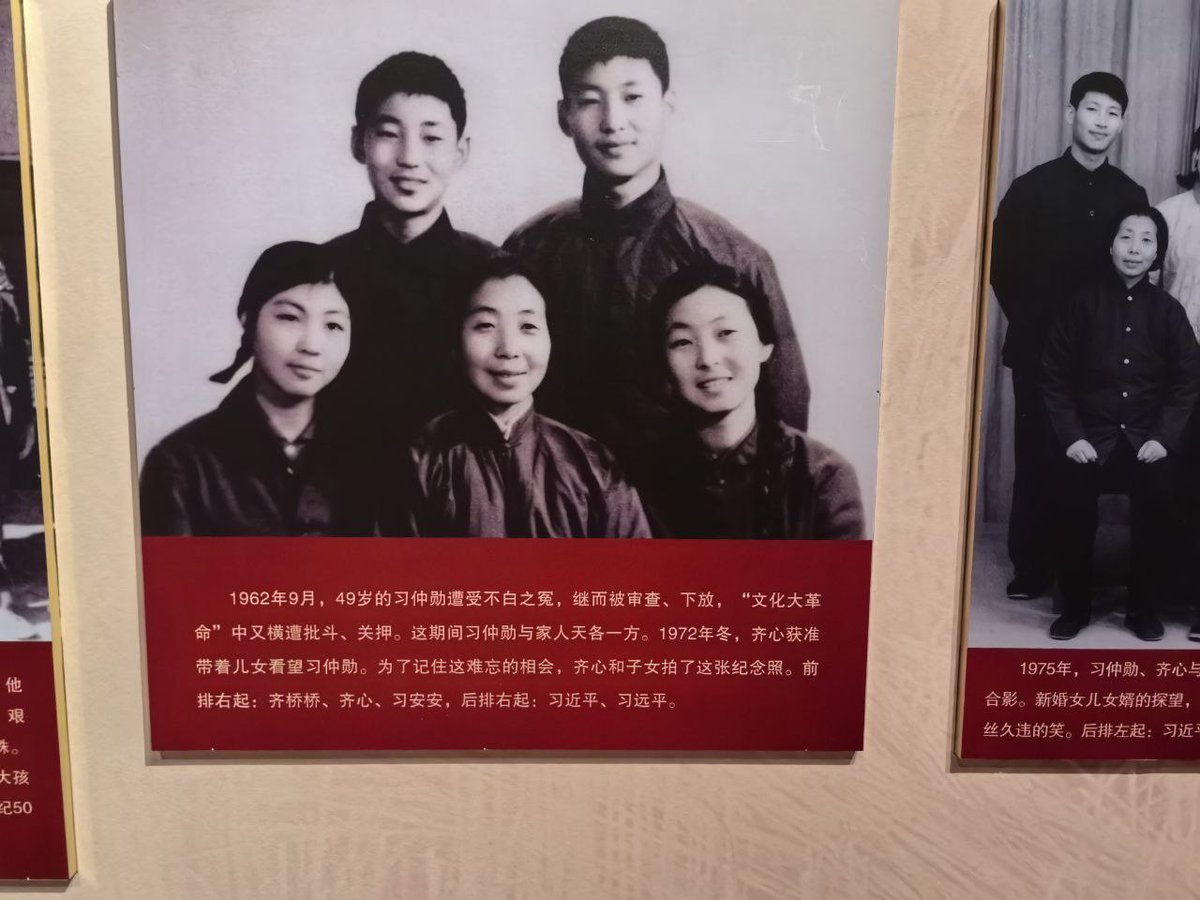 1962年9月,49岁的习仲勋遭受不白之冤,继而被审查、下放,“文化大革
命”中又横遭批斗、关押。这期间习仲勋与家人天各一方。1972年冬,齐心获准
带着儿女看望习仲勋。为了记住这难忘的相会,齐心和子女拍了这张纪念照。前
排右起:齐桥桥、齐心、习安安,后排右起:习近平、习远平。
他
艰
殊。
大孩
纪50
1975年,习仲勋、齐心与
合影。新婚女儿女婿的探望,
丝久违的笑。后排左起:习近平